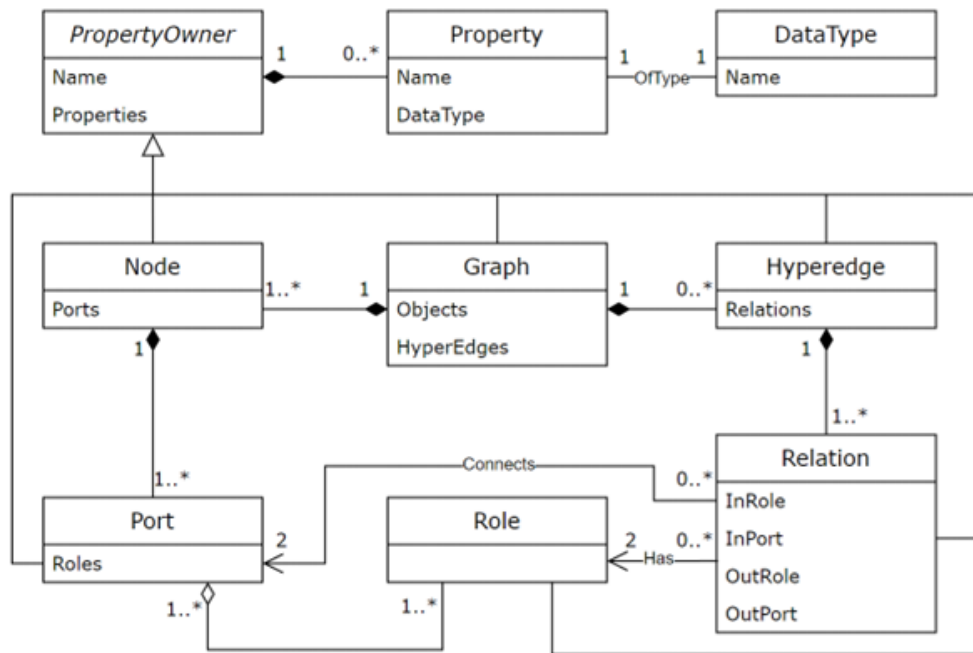 PropertyOwner
Name
Properties
1
0..*
Property
Name
DataType
1
OfType
1
DataType
Name
Node
Ports
1..*
1
Graph
Objects
HyperEdges
1
0..*
Hyperedge
Relations
1
1
1..*
1..*
Connects
0..*
Relation
InRole
InPort
OutRole
OutPort
Port
Roles
2
Role
2
Has
0..*
1..*
1..*